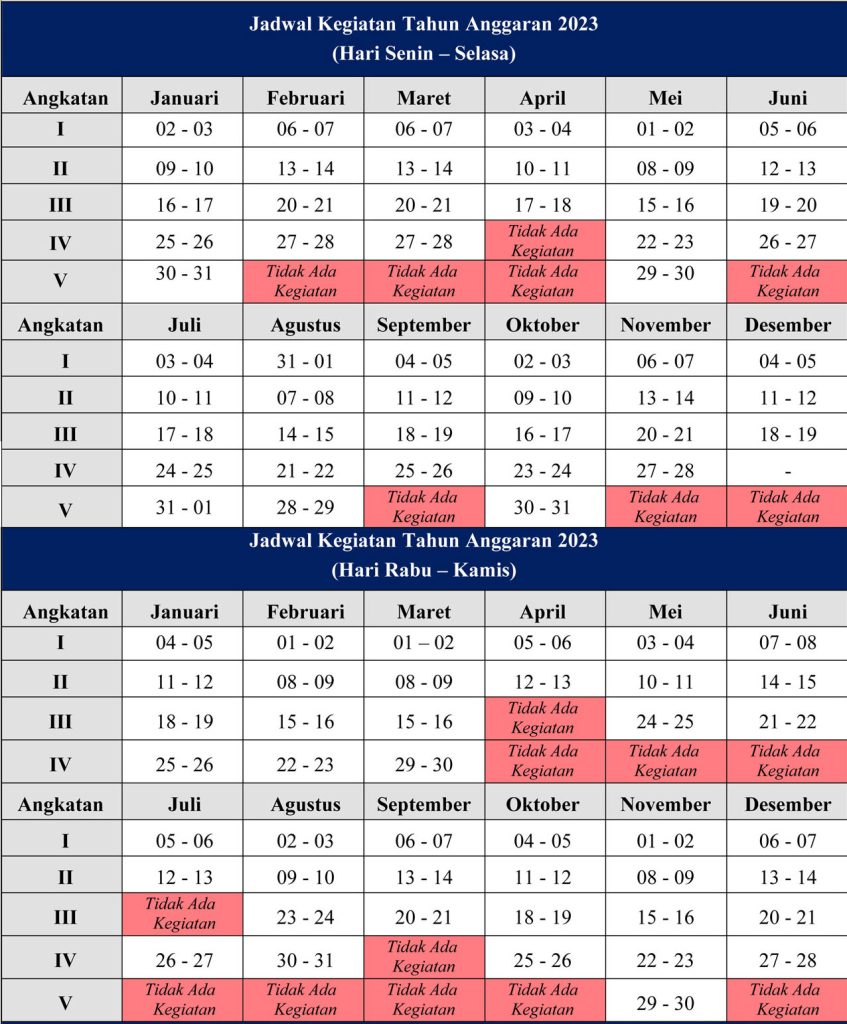 Jadwal Kegiatan Tahun Anggaran 2023
(Hari Senin – Selasa)
Angkatan Januari Februari Maret April Mei Juni
I 02 - 03 06 - 07 06 - 07 03 - 04 01 - 02 05 - 06
II 09 - 10 13 - 14 13 - 14 10 - 11 08 - 09 12 - 13
III 16 - 17 20 - 21 20 - 21 17 - 18 15 - 16 19 - 20
IV 25 - 26 27 - 28 27 - 28 Tidak Ada Kegiatan 22 - 23 26 - 27
V 30 - 31 Tidak Ada Kegiatan Tidak Ada Kegiatan Tidak Ada Kegiatan 29 - 30 Tidak Ada Kegiatan
Angkatan Juli Agustus September Oktober November Desember
I 03 - 04 31 - 01 04 - 05 02 - 03 06 - 07 04 - 05
II 10 - 11 07 - 08 11 - 12 09 - 10 13 - 14 11 - 12
III 17 - 18 14 - 15 18 - 19 16 - 17 20 - 21 18 - 19
IV 24 - 25 21 - 22 25 - 26 23 - 24 27 - 28 -
V 31 - 01 28 - 29 Tidak Ada Kegiatan 30 - 31 Tidak Ada Kegiatan Tidak Ada Kegiatan
Jadwal Kegiatan Tahun Anggaran 2023
(Hari Rabu – Kamis)
Angkatan Januari Februari Maret April Mei Juni
I 04 - 05 01 - 02 01 – 02 05 - 06 03 - 04 07 - 08
II 11 - 12 08 - 09 08 - 09 12 - 13 10 - 11 14 - 15
III 18 - 19 15 - 16 15 - 16 Tidak Ada Kegiatan 24 - 25 21 - 22
IV 25 - 26 22 - 23 29 - 30 Tidak Ada Kegiatan Tidak Ada Kegiatan Tidak Ada Kegiatan
Angkatan Juli Agustus September Oktober November Desember
I 05 - 06 02 - 03 06 - 07 04 - 05 01 - 02 06 - 07
II 12 - 13 09 - 10 13 - 14 11 - 12 08 - 09 13 - 14
III Tidak Ada Kegiatan 23 - 24 20 - 21 18 - 19 15 - 16 20 - 21
IV 26 - 27 30 - 31 Tidak Ada Kegiatan 25 - 26 22 - 23 27 - 28
V Tidak Ada Kegiatan Tidak Ada Kegiatan Tidak Ada Kegiatan Tidak Ada Kegiatan 29 - 30 Tidak Ada Kegiatan